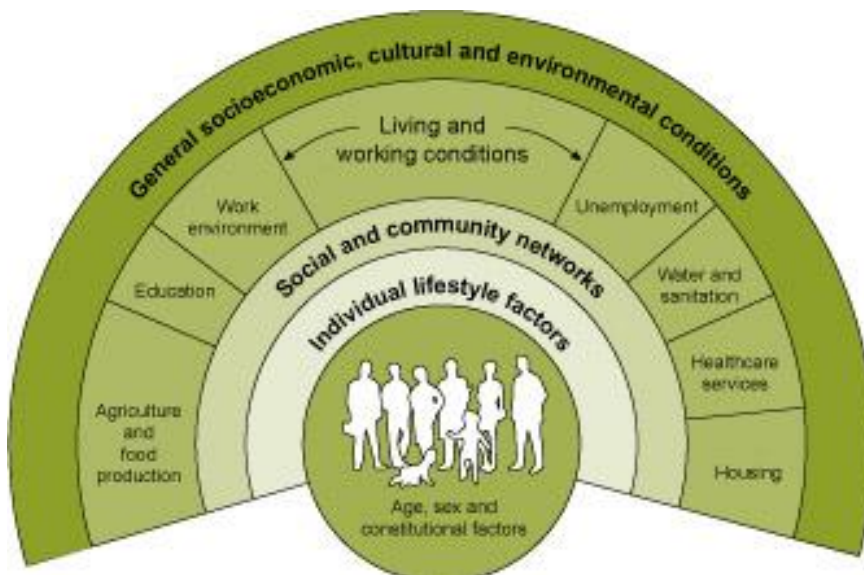 General socioeconomic, cultural and environmental conditions
Living and
working conditions
Work
environment
Unemployment
Education
Water and
sanitation
Agriculture
and
food
production
Healthcare
services
Housing
Social and community networks
Individual lifestyle factors
Age, sex and
constitutional factors